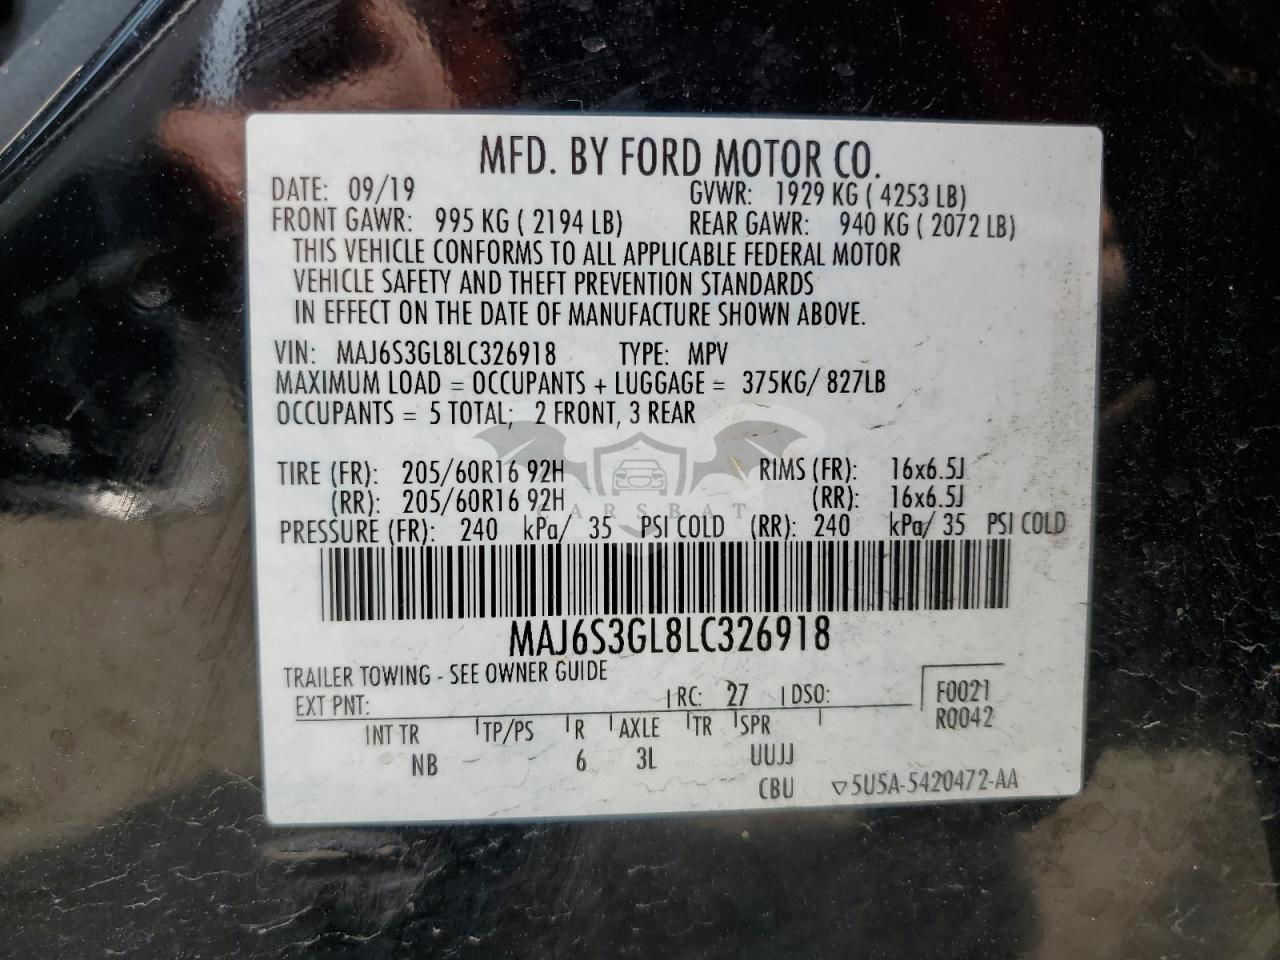 MFD. BY FORD MOTOR CO.
DATE: 09/19 GVWR: 1929 KG ( 4253 LB)
FRONT GAWR: 995 KG ( 2194 LB) REAR GAWR: 940 KG ( 2072 LB)
THIS VEHICLE CONFORMS TO ALL APPLICABLE FEDERAL MOTOR
VEHICLE SAFETY AND THEFT PREVENTION STANDARDS
IN EFFECT ON THE DATE OF MANUFACTURE SHOWN ABOVE.
VIN: MAJ6S3GL8LC326918 TYPE: MPV
MAXIMUM LOAD = OCCUPANTS + LUGGAGE = 375KG/ 827LB
OCCUPANTS = 5 TOTAL; 2 FRONT, 3 REAR
TIRE (FR): 205/60R16 92H RIMS (FR): 16x6.5J
(RR): 205/60R16 92H (RR): 16x6.5J
CARSBAT
PRESSURE (FR): 240 kPa/ 35 PSI COLD (RR): 240 kPa/ 35 PSI COLD
MAJ6S3GL8LC326918
TRAILER TOWING - SEE OWNER GUIDE
EXT PNT: RC: 27 DSO: F0021
R0042
INT TR TP/PS R AXLE TR SPR
NB 6 3L UUJJ
CBU ▽5U5A-5420472-AA